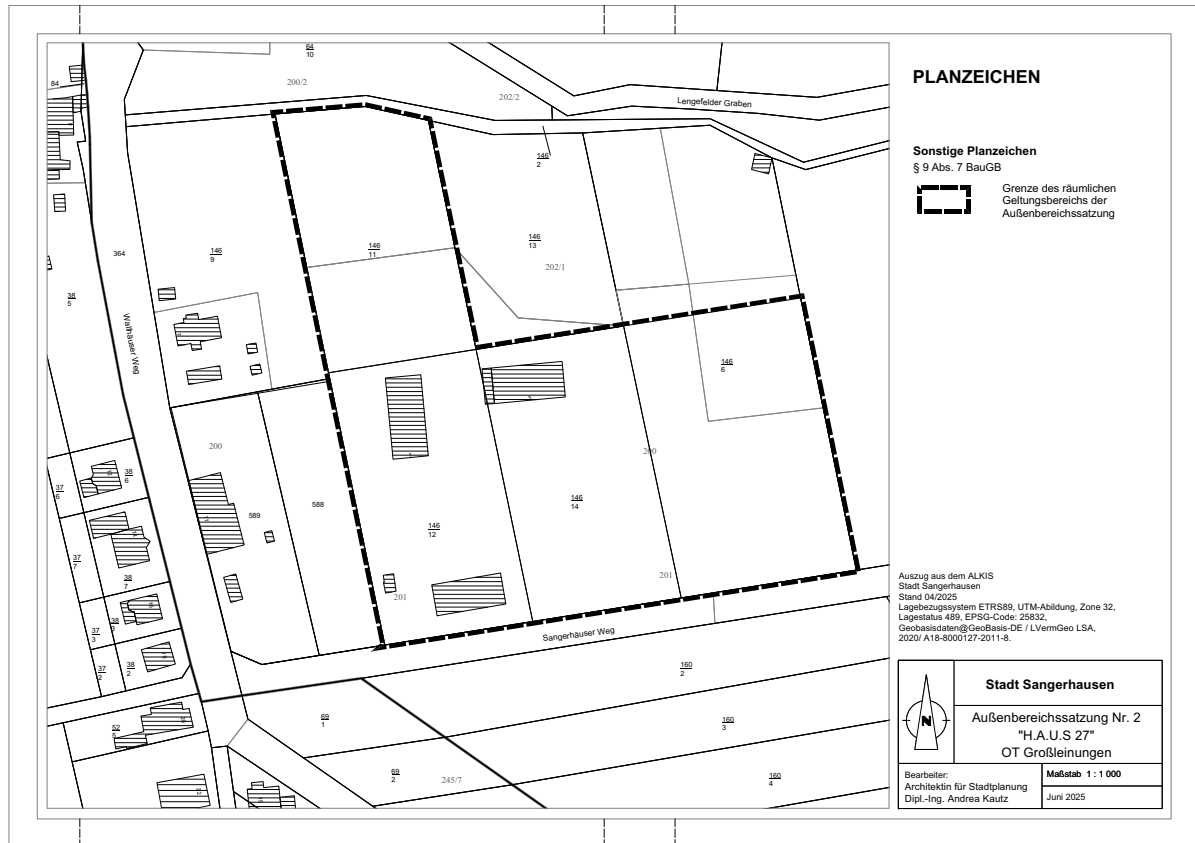 64
10
200/2
202/2
Lengefelder Graben
84
146
2
146
9
146
11
146
13
202/1
364
38
5
Wallhäuser Weg
146
6
200
200
588
589
146
12
146
14
201
201
Sangerhäuser Weg
37
6
38
6
37
7
38
7
37
3
38
3
37
2
38
2
52
5
69
1
69
2
245/7
160
2
160
3
160
4
PLANZEICHEN
Sonstige Planzeichen
§ 9 Abs. 7 BauGB
Grenze des räumlichen
Geltungsbereichs der
Außenbereichssatzung
Auszug aus dem ALKIS
Stadt Sangerhausen
Stand 04/2025
Lagebezugssystem ETRS89, UTM-Abildung, Zone 32,
Lagestatus 489, EPSG-Code: 25832,
Geobasisdaten@GeoBasis-DE / LVermGeo LSA,
2020/ A18-8000127-2011-8.
N
Stadt Sangerhausen
Außenbereichssatzung Nr. 2
"H.A.U.S 27"
OT Großleinungen
Bearbeiter:
Architektin für Stadtplanung
Dipl.-Ing. Andrea Kautz
Maßstab 1 : 1 000
Juni 2025